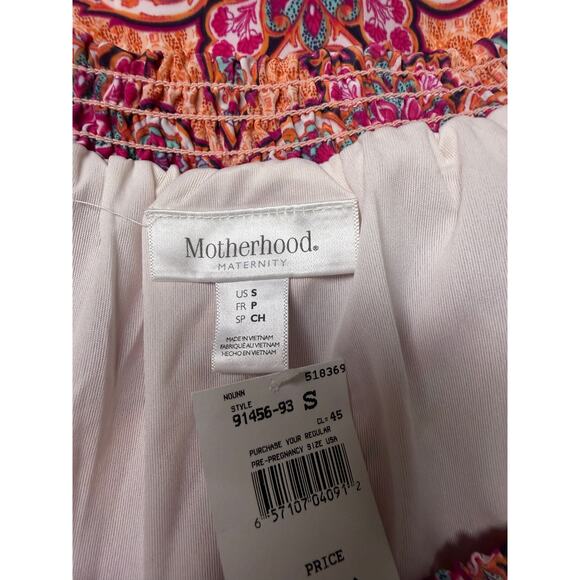 Motherhood®
MATERNITY
US S
FR P
SP CH
MADE IN VIETNAM
FABRIQUÉ AU VIETNAM
HECHO EN VIETNAM
NOUNN 510369
STYLE
91456-93 S CL= 45
PURCHASE YOUR REGULAR
PRE-PREGNANCY SIZE USA
6 57107 04091 2
PRICE